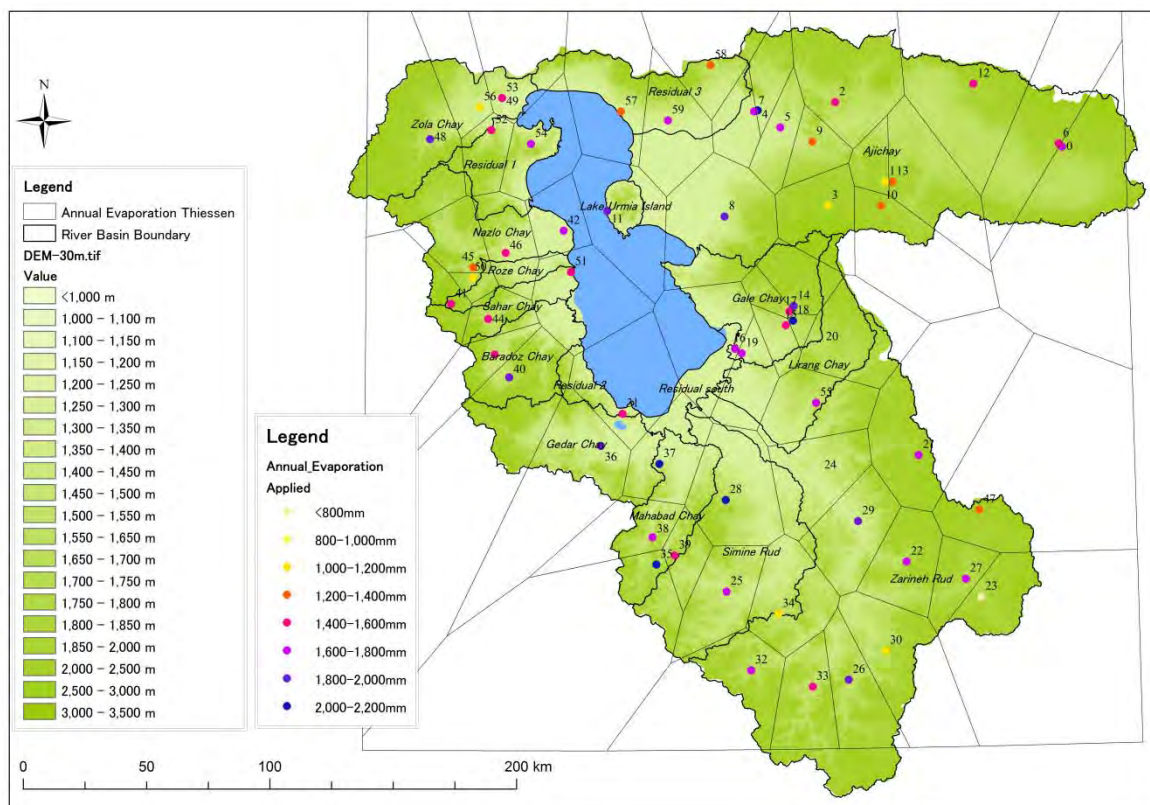 N
Legend
Annual Evaporation Thiessen
River Basin Boundary
DEM-30m.tif
Value
<1,000 m
1,000 - 1,100 m
1,100 - 1,150 m
1,150 - 1,200 m
1,200 - 1,250 m
1,250 - 1,300 m
1,300 - 1,350 m
1,350 - 1,400 m
1,400 - 1,450 m
1,450 - 1,500 m
1,500 - 1,550 m
1,550 - 1,650 m
1,650 - 1,700 m
1,700 - 1,750 m
1,750 - 1,800 m
1,800 - 1,850 m
1,850 - 2,000 m
2,000 - 2,500 m
2,500 - 3,000 m
3,000 - 3,500 m
Legend
Annual_Evaporation
Applied
<800mm
800-1,000mm
1,000-1,200mm
1,200-1,400mm
1,400-1,600mm
1,600-1,800mm
1,800-2,000mm
2,000-2,200mm
0 50 100 200 km
58
12
53
56 49
Residual 3
57
59
7
4
2
5
Zola Chay
48
52
54
9
6
0
Residual 1
Ajichay
113
10
3
Lake Urmia Island
11
8
42
Nazlo Chay
46
45
50
Roze Chay
51
41
Sahar Chay
44
Gale Chay
14
17
18
20
19
Lirang Chay
Baradoz Chay
40
Residual 2
Residual south
55
Gedar Chay
36
37
24
28
29
47
Mahabad Chay
38
39
35
Simine Rud
22
Zarineh Rud
27
23
25
34
30
32
33
26